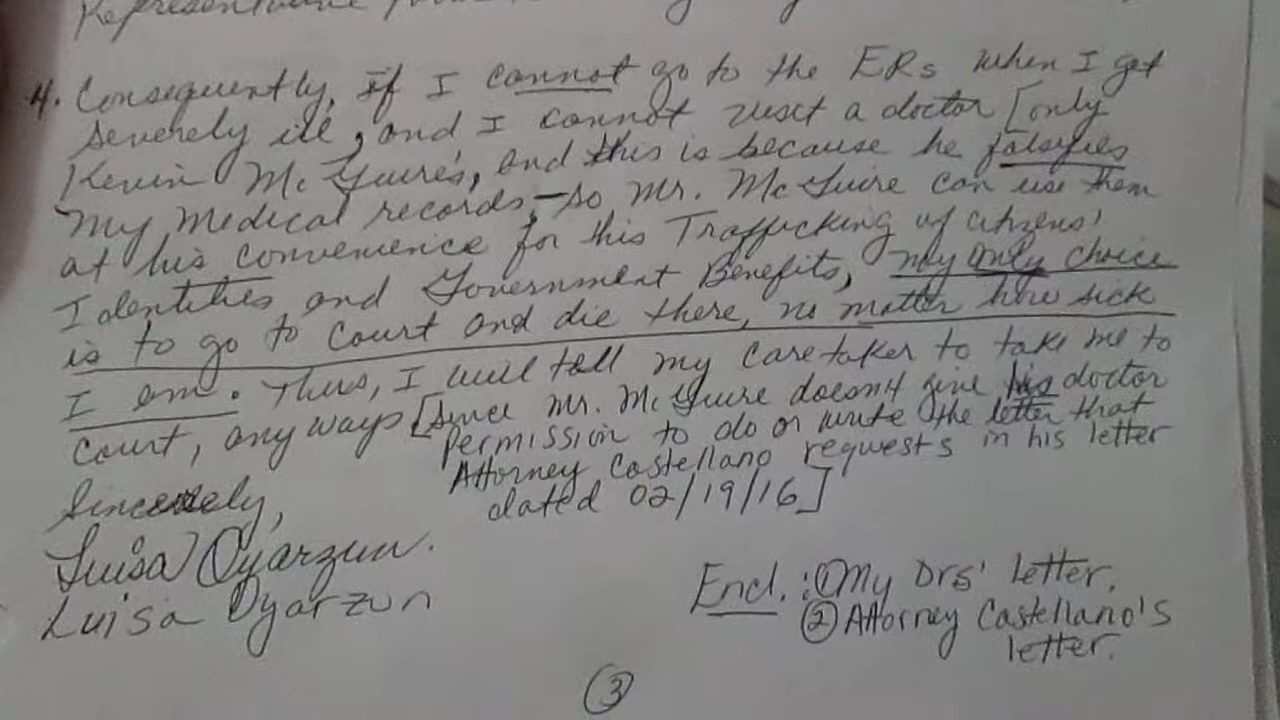 4. Consequently, If I cannot go to the ERs when I get
severely ill, and I cannot visit a doctor [only
Kevin McGuire's, and this is because he falsifies
my medical records, so Mr. McGuire can use them
at his convenience for this Trafficking of citizens'
Identities and Government Benefits, my only choice
is to go to court and die there, no matter how sick
I am. Thus, I will tell my caretaker to take me to
court, any ways [since Mr. McGuire doesn't give his doctor
permission to do or write the letter that
Attorney Castellano requests in his letter
dated 02/19/16]
Sincerely,
Luisa Oyarzun.
Luisa Oyarzun
Encl.: ① My Drs' letter.
② Attorney Castellano's
letter.
③